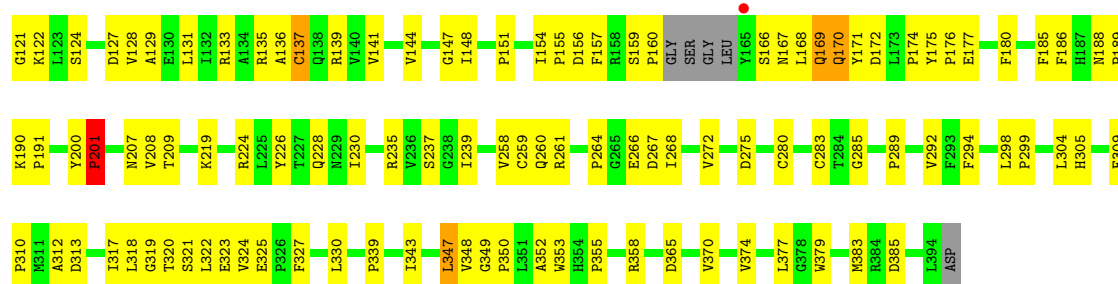 G121 K122 L123 S124 D127 V128 A129 E130 L131 I132 R133 A134 R135 A136 C137 Q138 R139 V140 V141 V144 G147 I148 P151 I154 P155 D156 F157 R158 S159 P160 GLY SER GLY LEU Y165 S166 N167 L168 Q169 Q170 Y171 D172 L173 P174 Y175 P176 E177 F180 F185 F186 H187 N188 P189
K190 P191 Y200 P201 N207 V208 T209 K219 R224 L225 Y226 T227 Q228 N229 I230 R235 V236 S237 G238 I239 V258 C259 Q260 R261 P264 G265 E266 D267 I268 V272 D275 C280 C283 T284 G285 P289 V292 F293 F294 L298 P299 L304 H305
P310 M311 A312 D313 I317 L318 G319 T320 S321 L322 E323 V324 E325 P326 F327 L330 P339 I343 L347 V348 G349 P350 L351 A352 W353 H354 P355 R358 D365 V370 V374 L377 G378 W379 M383 R384 D385 L394 ASP